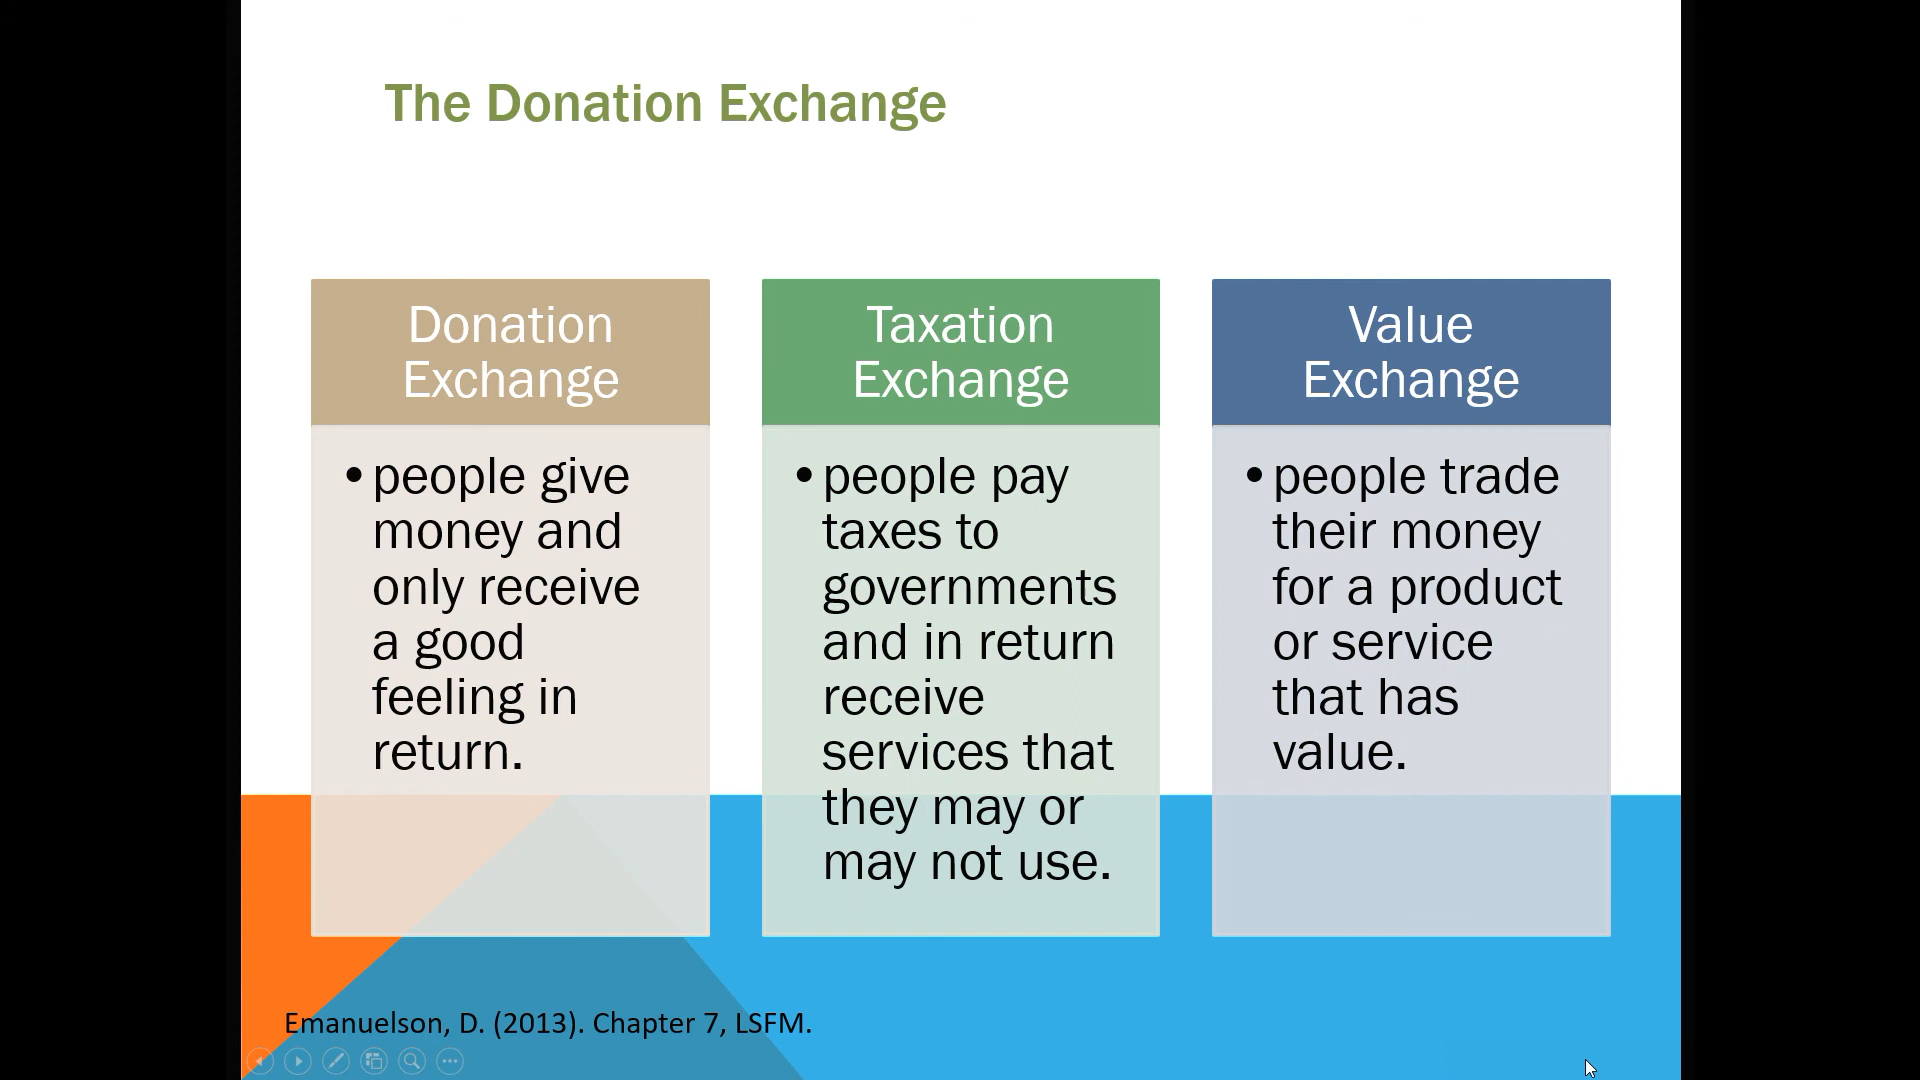 The Donation Exchange
Donation
Exchange
• people give
money and
only receive
a good
feeling in
return.
Taxation
Exchange
• people pay
taxes to
governments
and in return
receive
services that
they may or
may not use.
Value
Exchange
• people trade
their money
for a product
or service
that has
value.
Emanuelson, D. (2013). Chapter 7, LSFM.